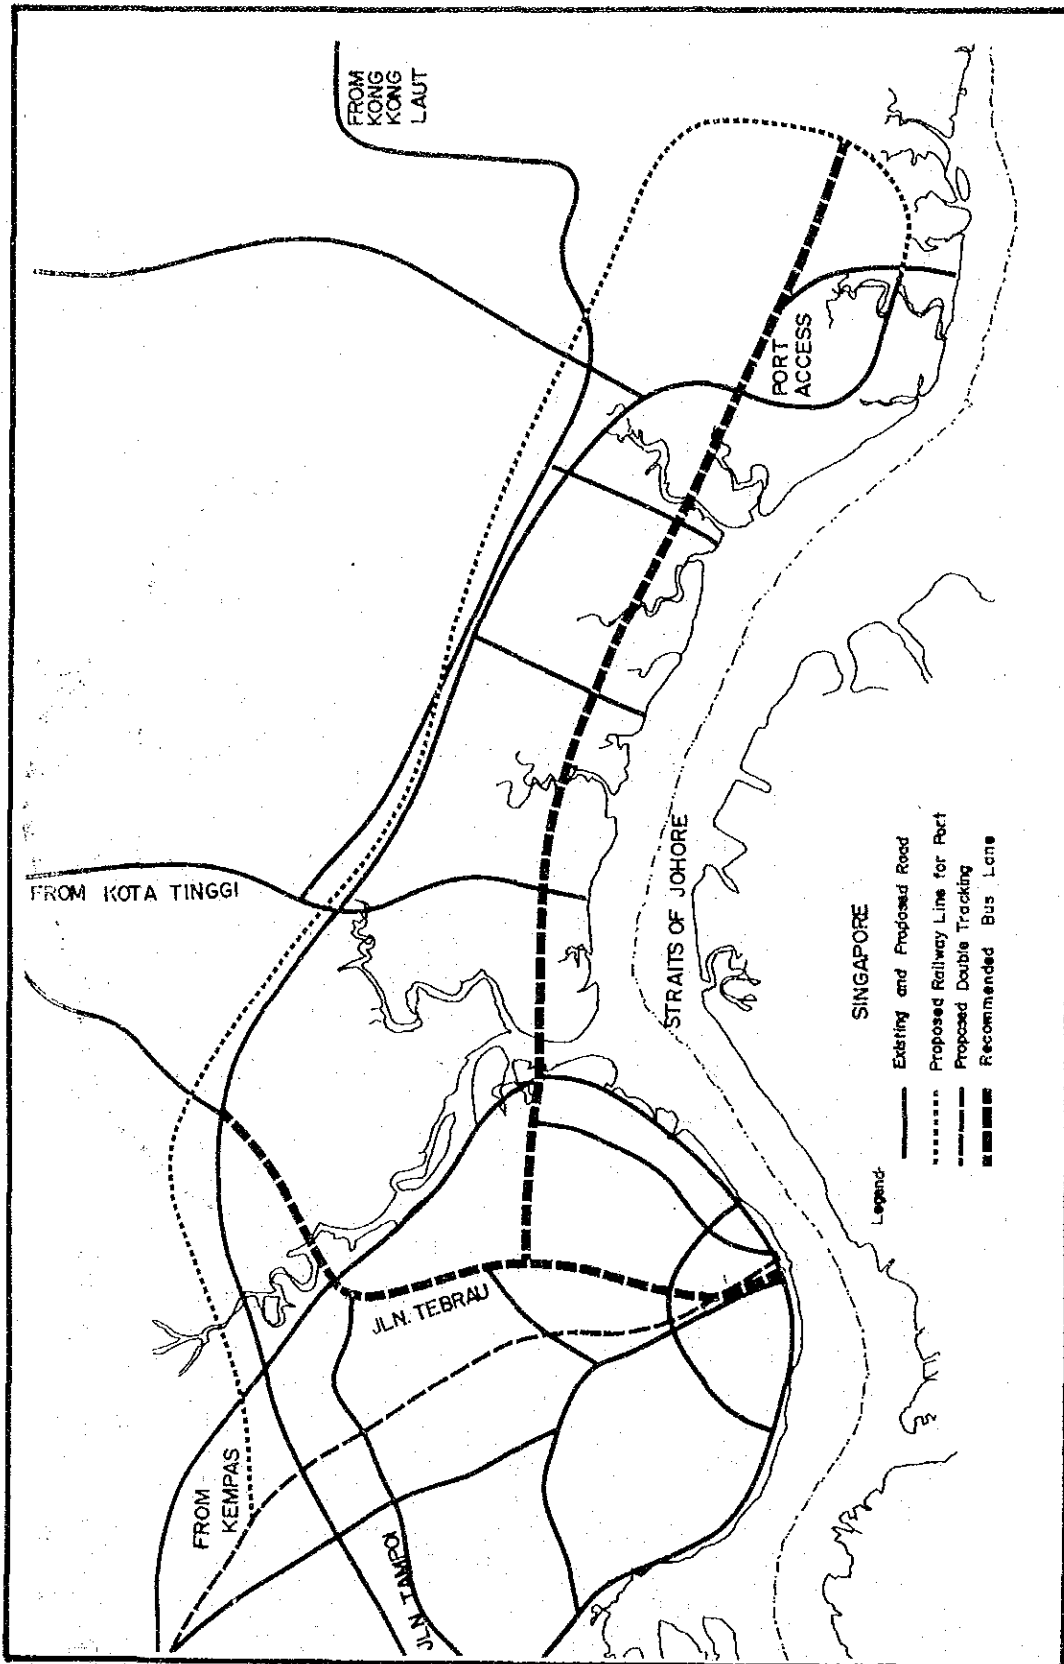 FROM
KONG
KONG
LAUT
FROM KOTA TINGGI
PORT
ACCESS
STRAITS OF JOHORE
SINGAPORE
JLN. TEBRAU
FROM
KEMPAS
JLN. TAMPOI
Legend-
Existing and Proposed Road
Proposed Railway Line for Port
Proposed Double Tracking
Recommended Bus Lane